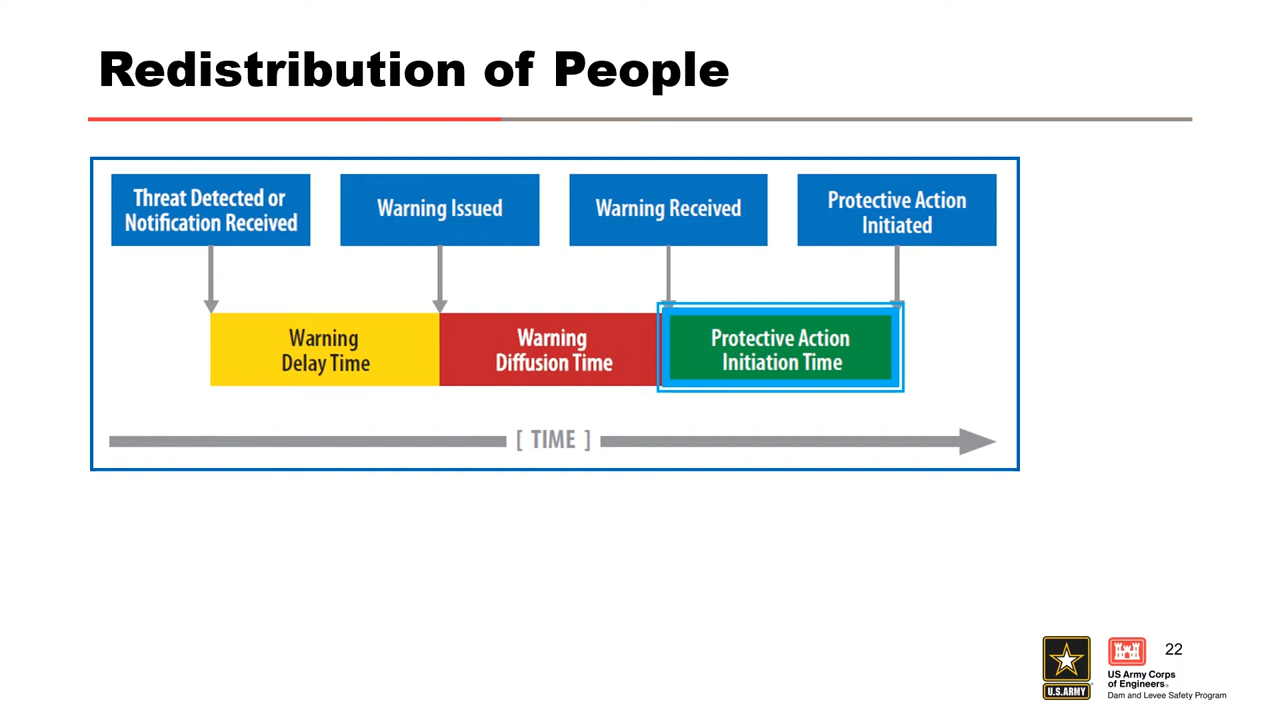 Redistribution of People
Threat Detected or
Notification Received
Warning Issued
Warning Received
Protective Action
Initiated
Warning
Delay Time
Warning
Diffusion Time
Protective Action
Initiation Time
[ TIME ]
22
U.S.ARMY
US Army Corps
of Engineers®
Dam and Levee Safety Program